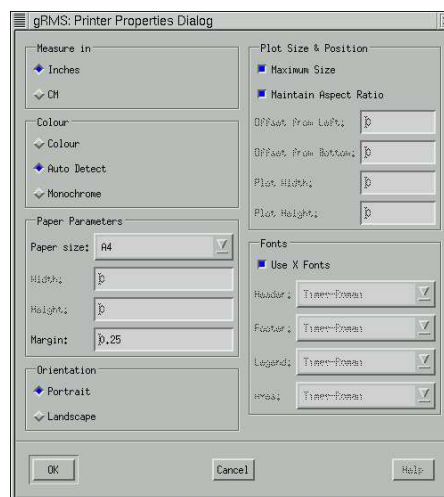 gRMS: Printer Properties Dialog
Measure in
Inches
CM
Colour
Colour
Auto Detect
Monochrome
Paper Parameters
Paper size: A4
Width: 0
Height: 0
Margin: 0.25
Orientation
Portrait
Landscape
Plot Size & Position
Maximum Size
Maintain Aspect Ratio
Offset from Left: 0
Offset from Bottom: 0
Plot Width: 0
Plot Height: 0
Fonts
Use X Fonts
Header: Times-Roman
Footer: Times-Roman
Legend: Times-Roman
Axes: Times-Roman
OK
Cancel
Help